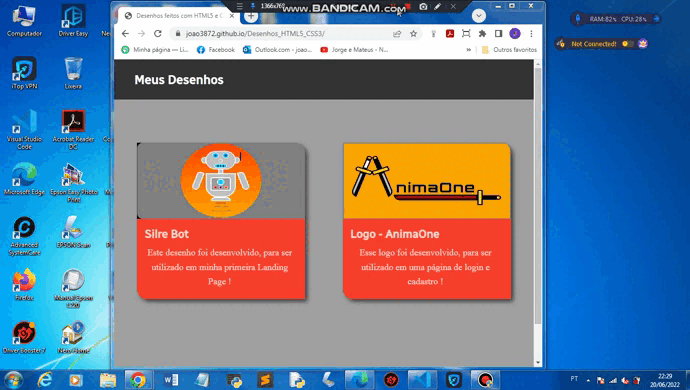 1366x768
www.BANDICAM.com
Desenhos feitos com HTML5 e C
joao3872.github.io/Desenhos_HTML5_CSS3/
Minha página — Li...
Facebook
Outlook.com - joao...
Jorge e Mateus - N...
»
Outros favoritos
Meus Desenhos
AnimaOne
Silre Bot
Este desenho foi desenvolvido, para ser
utilizado em minha primeira Landing
Page !
Logo - AnimaOne
Esse logo foi desenvolvido, para ser
utilizado em uma página de login e
cadastro !
RAM:82% CPU:28%
Not Connected!
Computador
Driver Easy
iTop VPN
Lixeira
Visual Studio
Code
Acrobat Reader
DC
Microsoft Edge
Epson Easy Photo
Print
Advanced
SystemCare
EPSON Scan
Firefox
Manual Epson
L220
Driver Booster 7
Nero Home
PT
22:29
20/06/2022